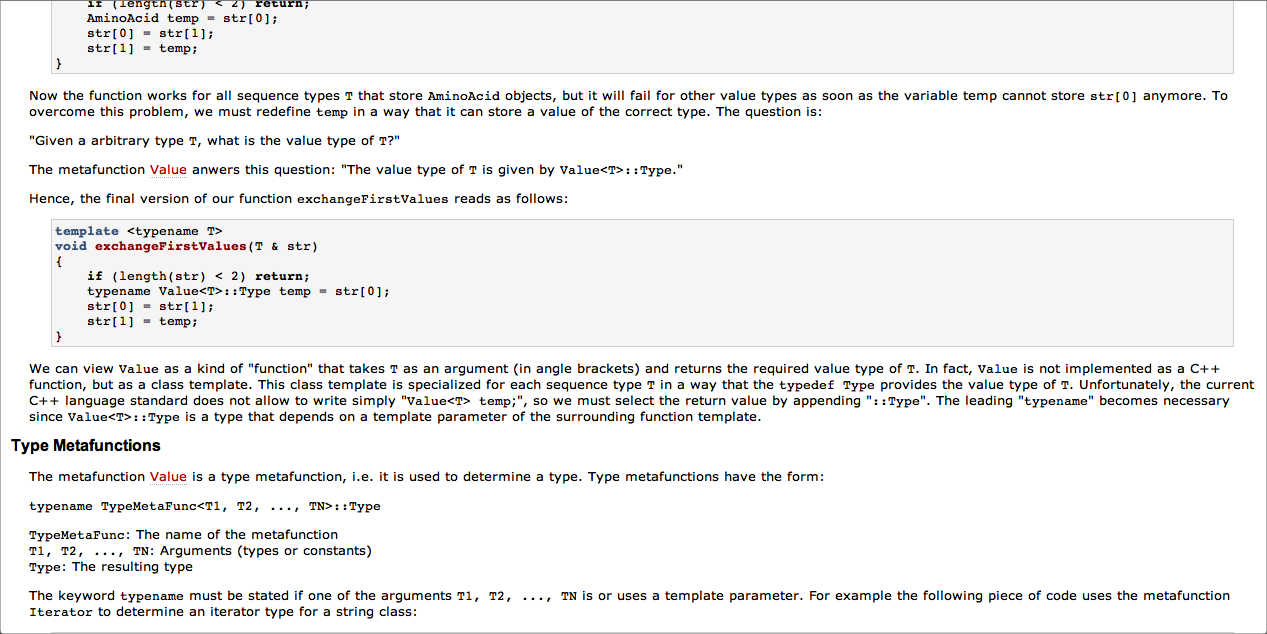 if (length(str) < 2) return;
AminoAcid temp = str[0];
str[0] = str[1];
str[1] = temp;
}
Now the function works for all sequence types T that store AminoAcid objects, but it will fail for other value types as soon as the variable temp cannot store str[0] anymore. To
overcome this problem, we must redefine temp in a way that it can store a value of the correct type. The question is:
"Given a arbitrary type T, what is the value type of T?"
The metafunction Value anwers this question: "The value type of T is given by Value<T>::Type."
Hence, the final version of our function exchangeFirstValues reads as follows:
template <typename T>
void exchangeFirstValues(T & str)
{
if (length(str) < 2) return;
typename Value<T>::Type temp = str[0];
str[0] = str[1];
str[1] = temp;
}
We can view Value as a kind of "function" that takes T as an argument (in angle brackets) and returns the required value type of T. In fact, Value is not implemented as a C++
function, but as a class template. This class template is specialized for each sequence type T in a way that the typedef Type provides the value type of T. Unfortunately, the current
C++ language standard does not allow to write simply "Value<T> temp;", so we must select the return value by appending "::Type". The leading "typename" becomes necessary
since Value<T>::Type is a type that depends on a template parameter of the surrounding function template.
Type Metafunctions
The metafunction Value is a type metafunction, i.e. it is used to determine a type. Type metafunctions have the form:
typename TypeMetaFunc<T1, T2, ..., TN>::Type
TypeMetaFunc: The name of the metafunction
T1, T2, ..., TN: Arguments (types or constants)
Type: The resulting type
The keyword typename must be stated if one of the arguments T1, T2, ..., TN is or uses a template parameter. For example the following piece of code uses the metafunction
Iterator to determine an iterator type for a string class: